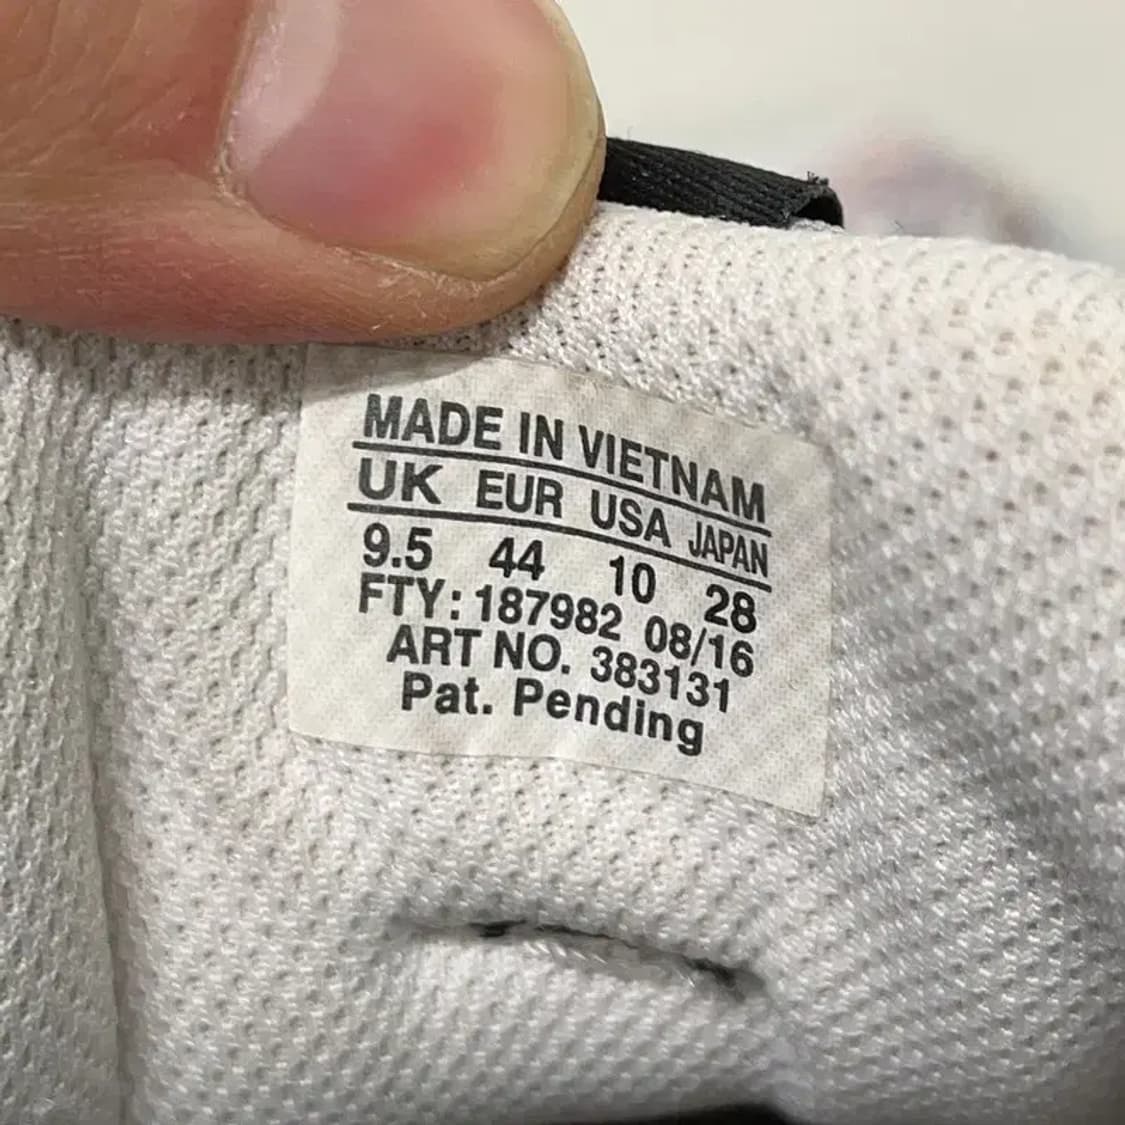 MADE IN VIETNAM
UK EUR USA JAPAN
9.5 44 10 28
FTY: 187982 08/16
ART NO. 383131
Pat. Pending